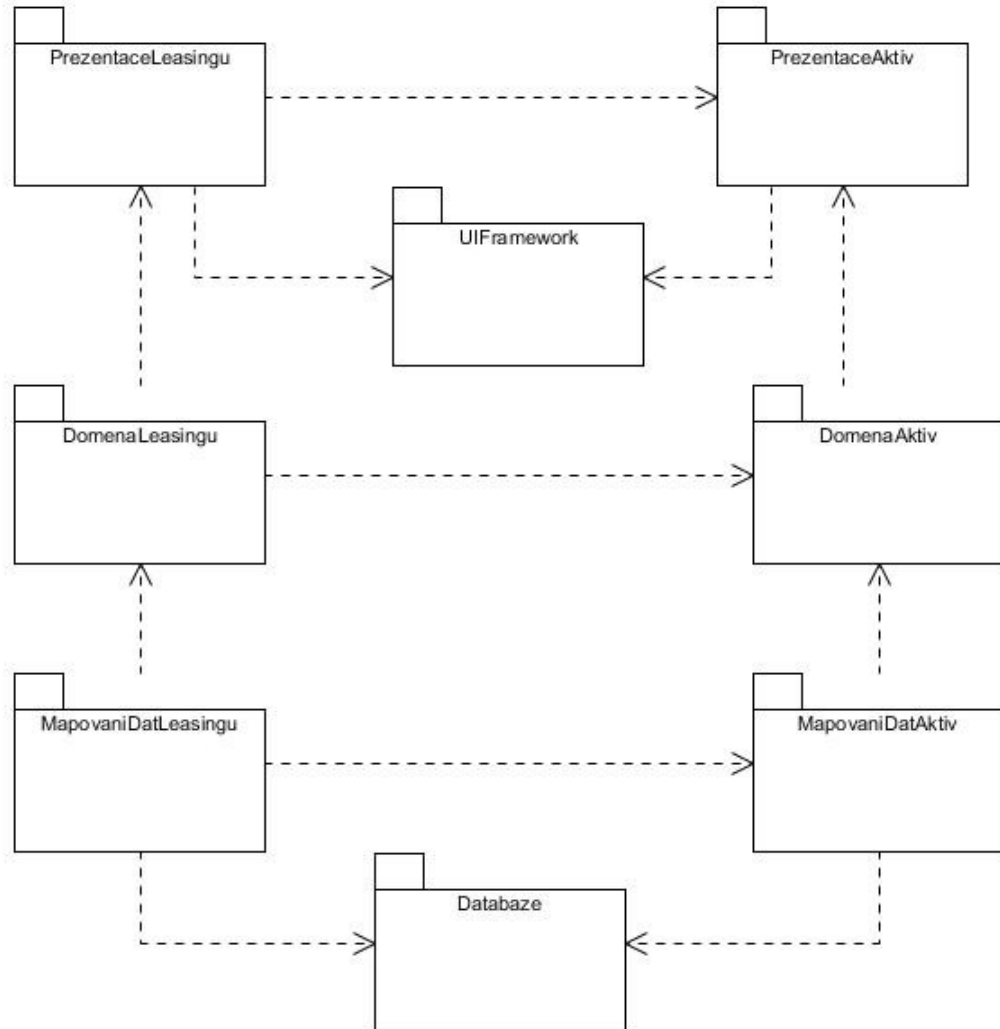 PrezentaceLeasingu
PrezentaceAktiv
UIFramework
DomenaLeasingu
DomenaAktiv
MapovaniDatLeasingu
MapovaniDatAktiv
Databaze